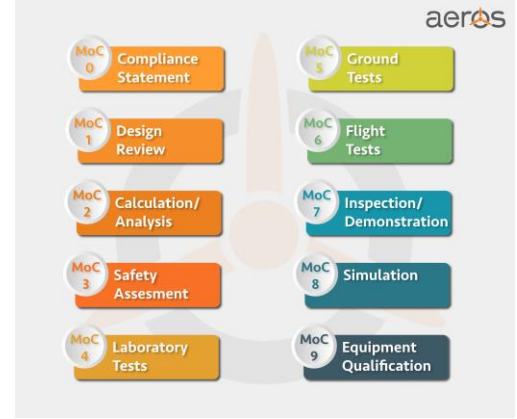 aeros
MoC
0
Compliance
Statement
MoC
1
Design
Review
MoC
2
Calculation/
Analysis
MoC
3
Safety
Assesment
MoC
4
Laboratory
Tests
MoC
5
Ground
Tests
MoC
6
Flight
Tests
MoC
7
Inspection/
Demonstration
MoC
8
Simulation
MoC
9
Equipment
Qualification